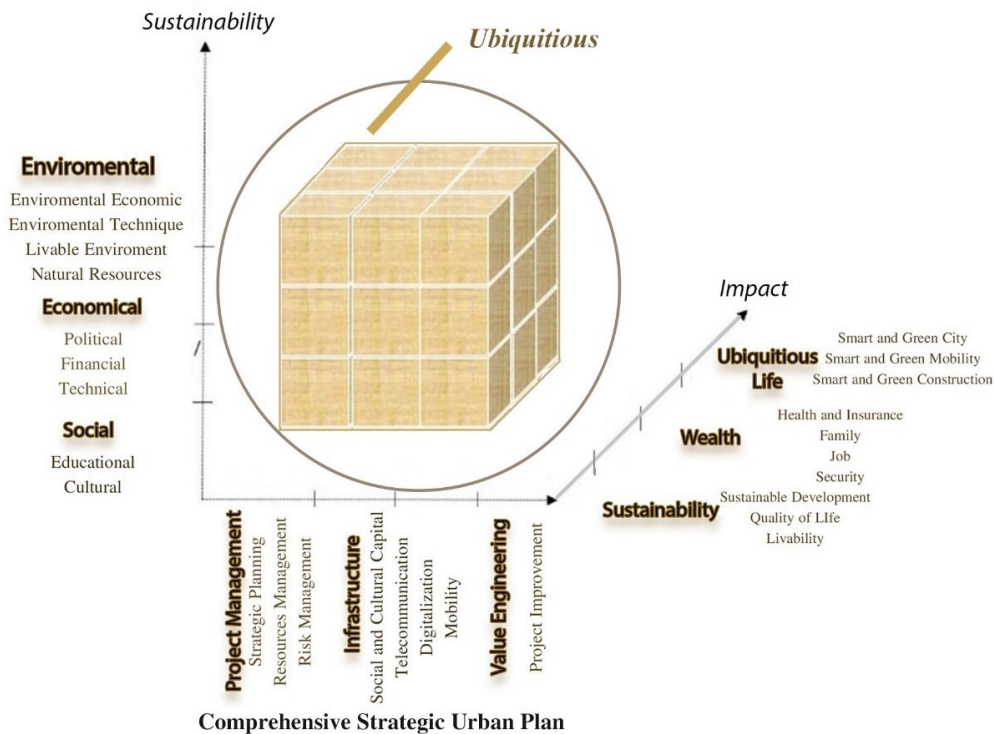 Sustainability
Ubiquitious
Enviromental
Enviromental Economic
Enviromental Technique
Livable Enviroment
Natural Resources
Economical
Political
Financial
Technical
Social
Educational
Cultural
Impact
Ubiquitious
Life
Smart and Green City
Smart and Green Mobility
Smart and Green Construction
Wealth
Health and Insurance
Family
Job
Security
Sustainability
Sustainable Development
Quality of LIfe
Livability
Project Management
Strategic Planning
Resources Management
Risk Management
Infrastructure
Social and Cultural Capital
Telecommunication
Digitalization
Mobility
Value Engineering
Project Improvement
Comprehensive Strategic Urban Plan